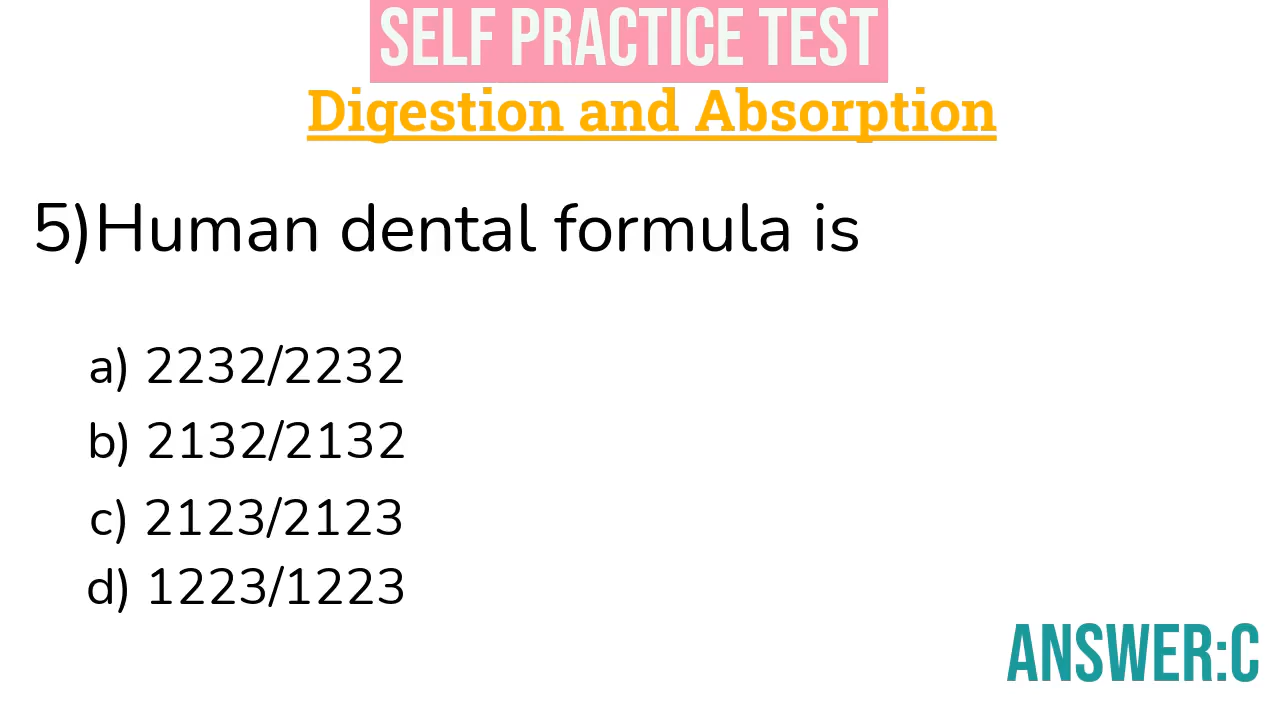 SELF PRACTICE TEST
Digestion and Absorption
5)Human dental formula is
a) 2232/2232
b) 2132/2132
c) 2123/2123
d) 1223/1223
ANSWER:C